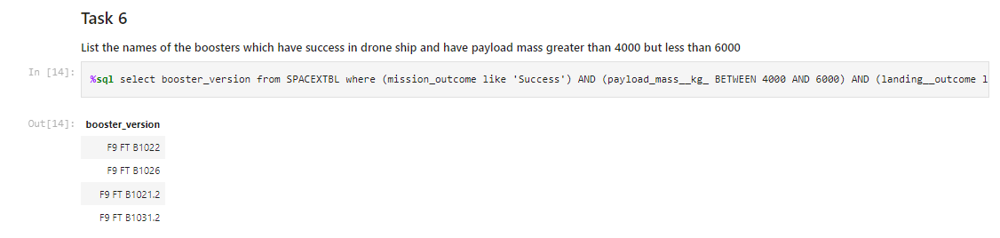 Task 6
List the names of the boosters which have success in drone ship and have payload mass greater than 4000 but less than 6000
In [14]: %sql select booster_version from SPACEXTBL where (mission_outcome like 'Success') AND (payload_mass__kg_ BETWEEN 4000 AND 6000) AND (landing__outcome l
Out[14]: booster_version
F9 FT B1022
F9 FT B1026
F9 FT B1021.2
F9 FT B1031.2